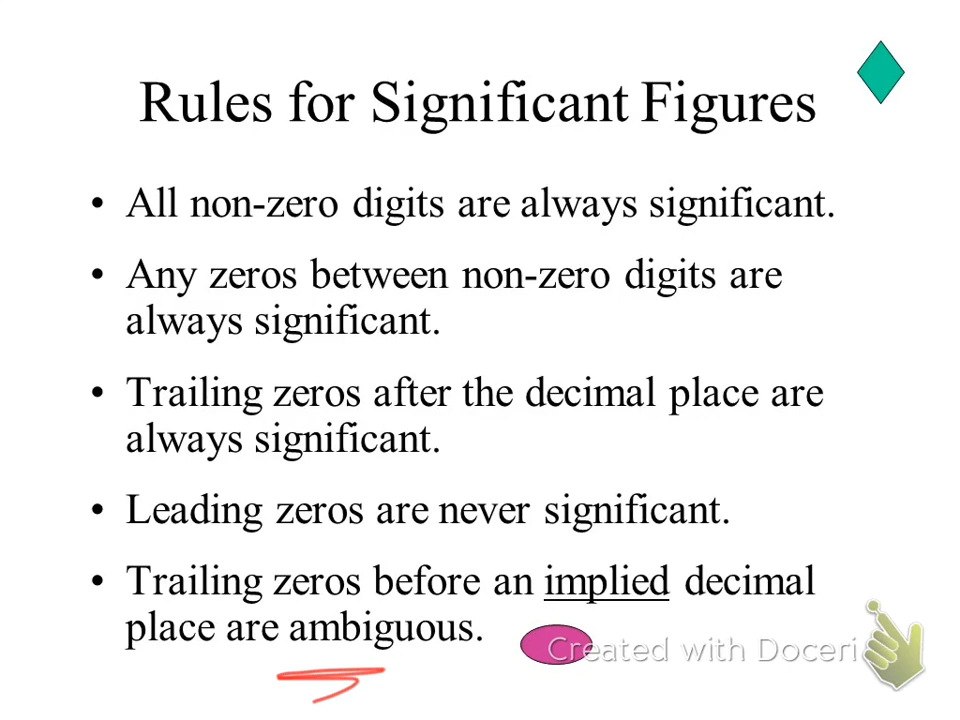 Rules for Significant Figures
• All non-zero digits are always significant.
• Any zeros between non-zero digits are
always significant.
• Trailing zeros after the decimal place are
always significant.
• Leading zeros are never significant.
• Trailing zeros before an implied decimal
place are ambiguous.
Created with Doceri